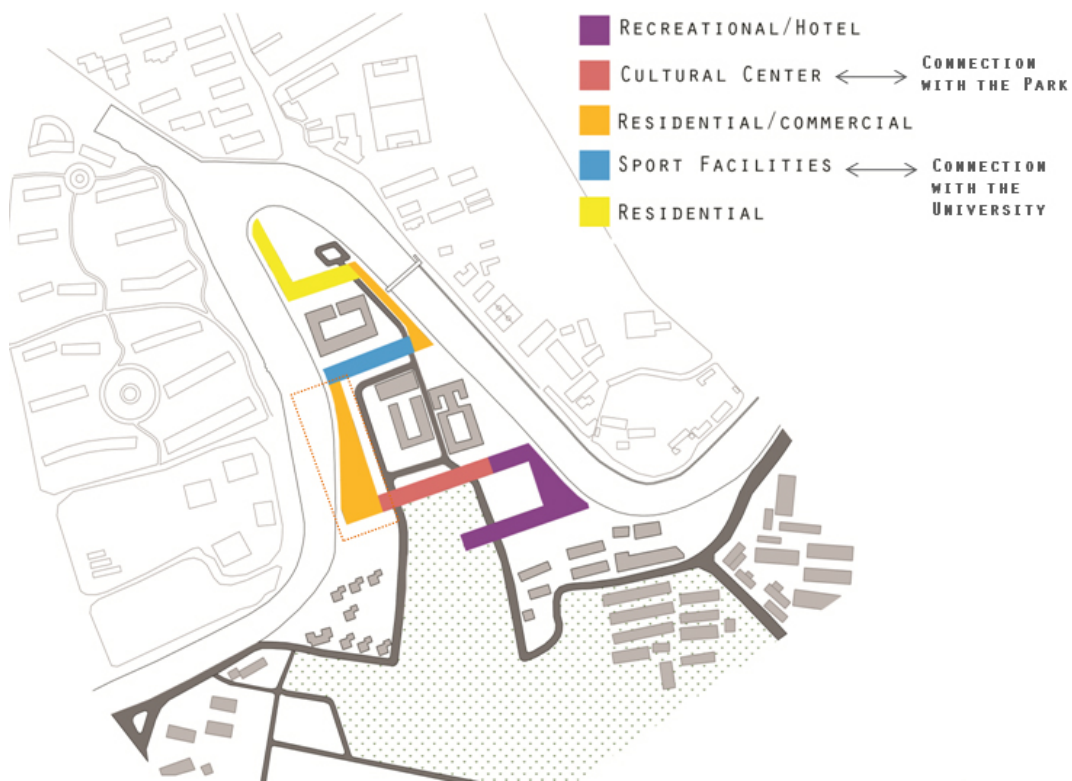 RECREATIONAL/HOTEL
CULTURAL CENTER
CONNECTION
WITH THE PARK
RESIDENTIAL/COMMERCIAL
SPORT FACILITIES
CONNECTION
WITH THE
UNIVERSITY
RESIDENTIAL